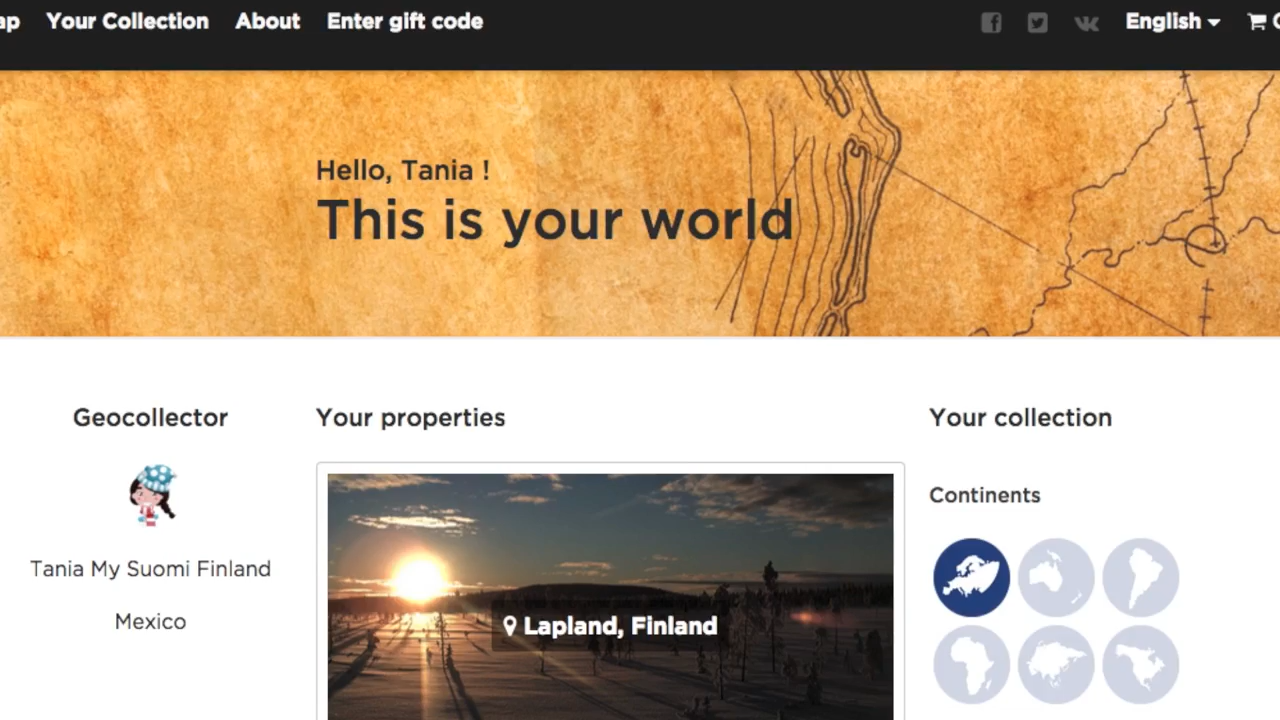 Your Collection About Enter gift code English
Hello, Tania !
This is your world
Geocollector
Your properties
Your collection
Continents
Tania My Suomi Finland
Mexico
Lapland, Finland